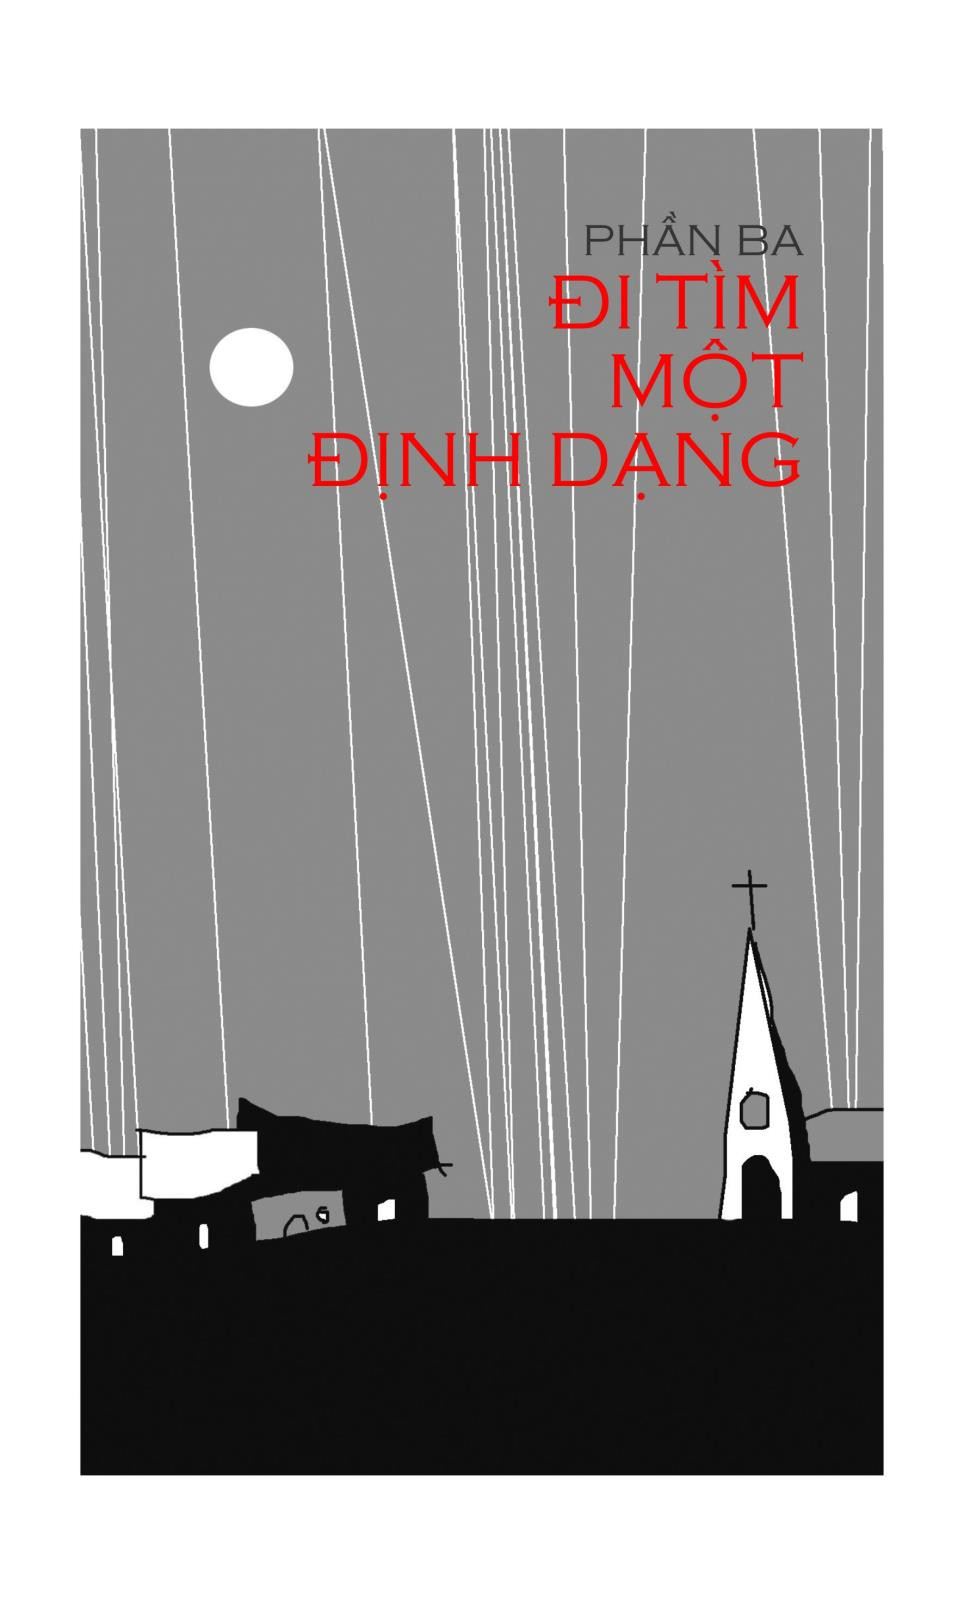 PHẦN BA
ĐI TÌM
MỘT
ĐỊNH DẠNG